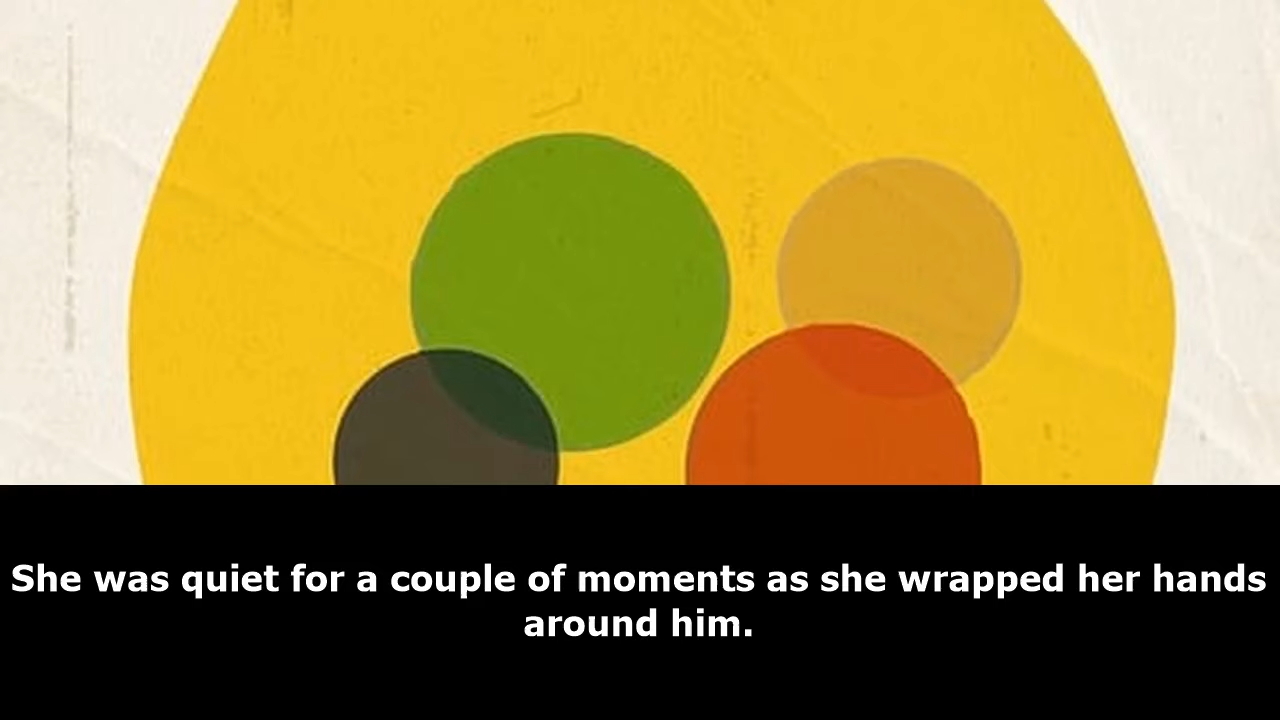 She was quiet for a couple of moments as she wrapped her hands
around him.